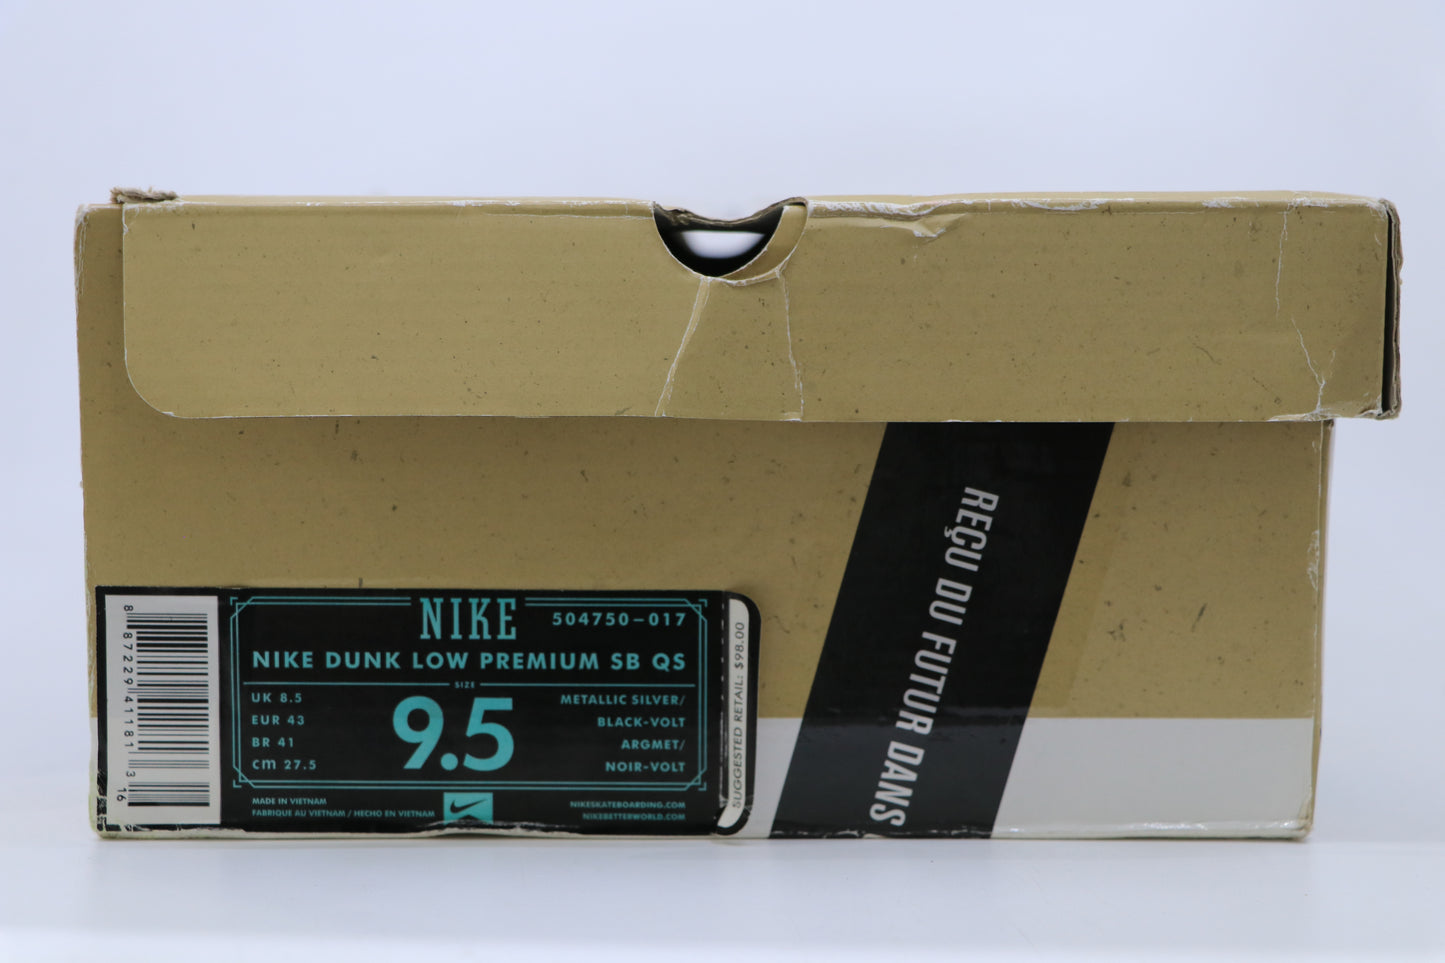 REÇU DU FUTUR DANS
NIKE
504750-017
NIKE DUNK LOW PREMIUM SB QS
SIZE
UK 8.5
EUR 43
BR 41
cm 27.5
9.5
METALLIC SILVER/
BLACK-VOLT
ARGMET/
NOIR-VOLT
MADE IN VIETNAM
FABRIQUE AU VIETNAM / HECHO EN VIETNAM
NIKESKATEBOARDING.COM
NIKEBETTERWORLD.COM
SUGGESTED RETAIL: $98.00
8 87229 41181 3
16